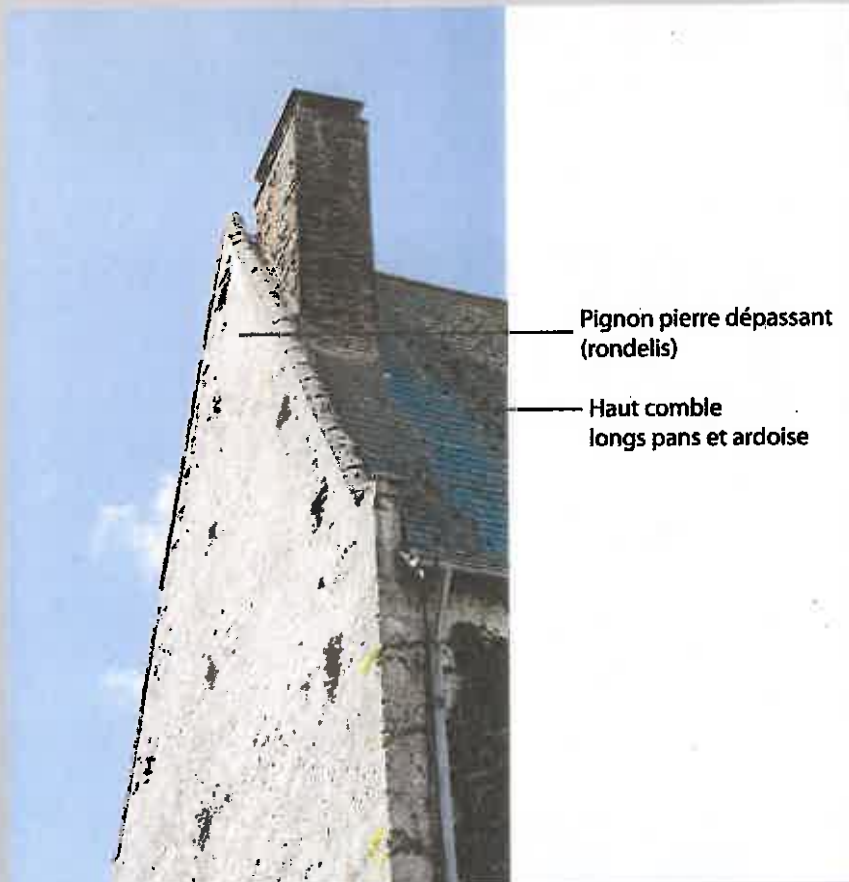 Pignon pierre dépassant
(rondelis)
Haut comble
longs pans et ardoise